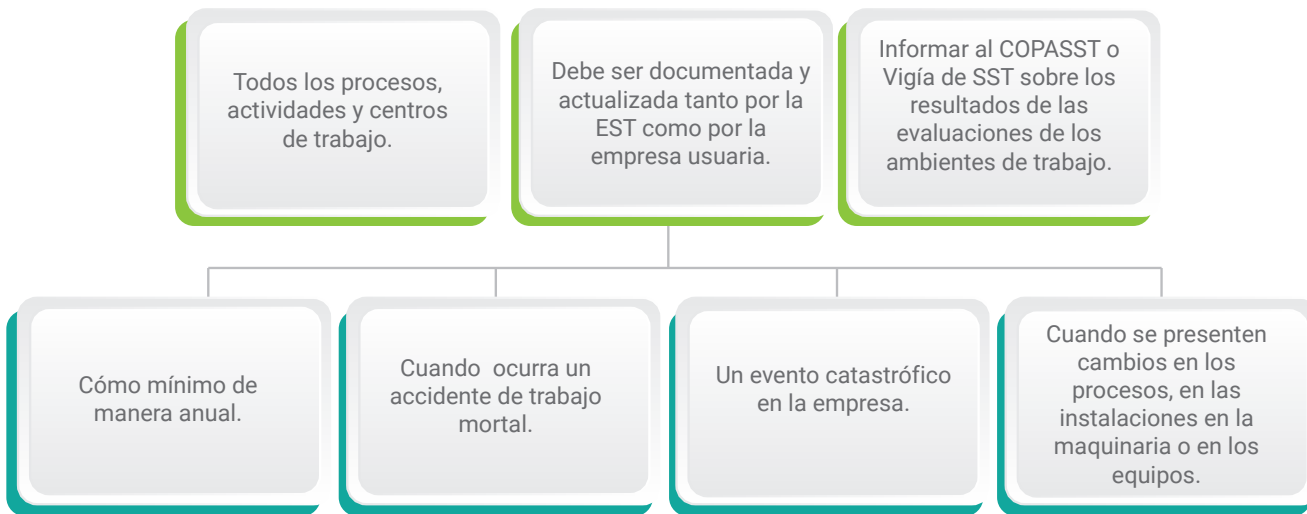 Todos los procesos,
actividades y centros
de trabajo.
Debe ser documentada y
actualizada tanto por la
EST como por la
empresa usuaria.
Informar al COPASST o
Vigía de SST sobre los
resultados de las
evaluaciones de los
ambientes de trabajo.
Cómo mínimo de
manera anual.
Cuando ocurra un
accidente de trabajo
mortal.
Un evento catastrófico
en la empresa.
Cuando se presenten
cambios en los
procesos, en las
instalaciones en la
maquinaria o en los
equipos.